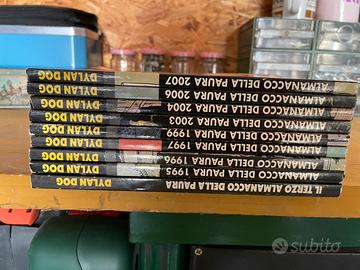 DYLAN DOG ALMANACCO DELLA PAURA 2007
DYLAN DOG ALMANACCO DELLA PAURA 2006
DYLAN DOG ALMANACCO DELLA PAURA 2004
DYLAN DOG ALMANACCO DELLA PAURA 2003
DYLAN DOG ALMANACCO DELLA PAURA 1999
DYLAN DOG ALMANACCO DELLA PAURA 1997
DYLAN DOG ALMANACCO DELLA PAURA 1996
DYLAN DOG ALMANACCO DELLA PAURA 1995
DYLAN DOG IL TERZO ALMANACCO DELLA PAURA
subito